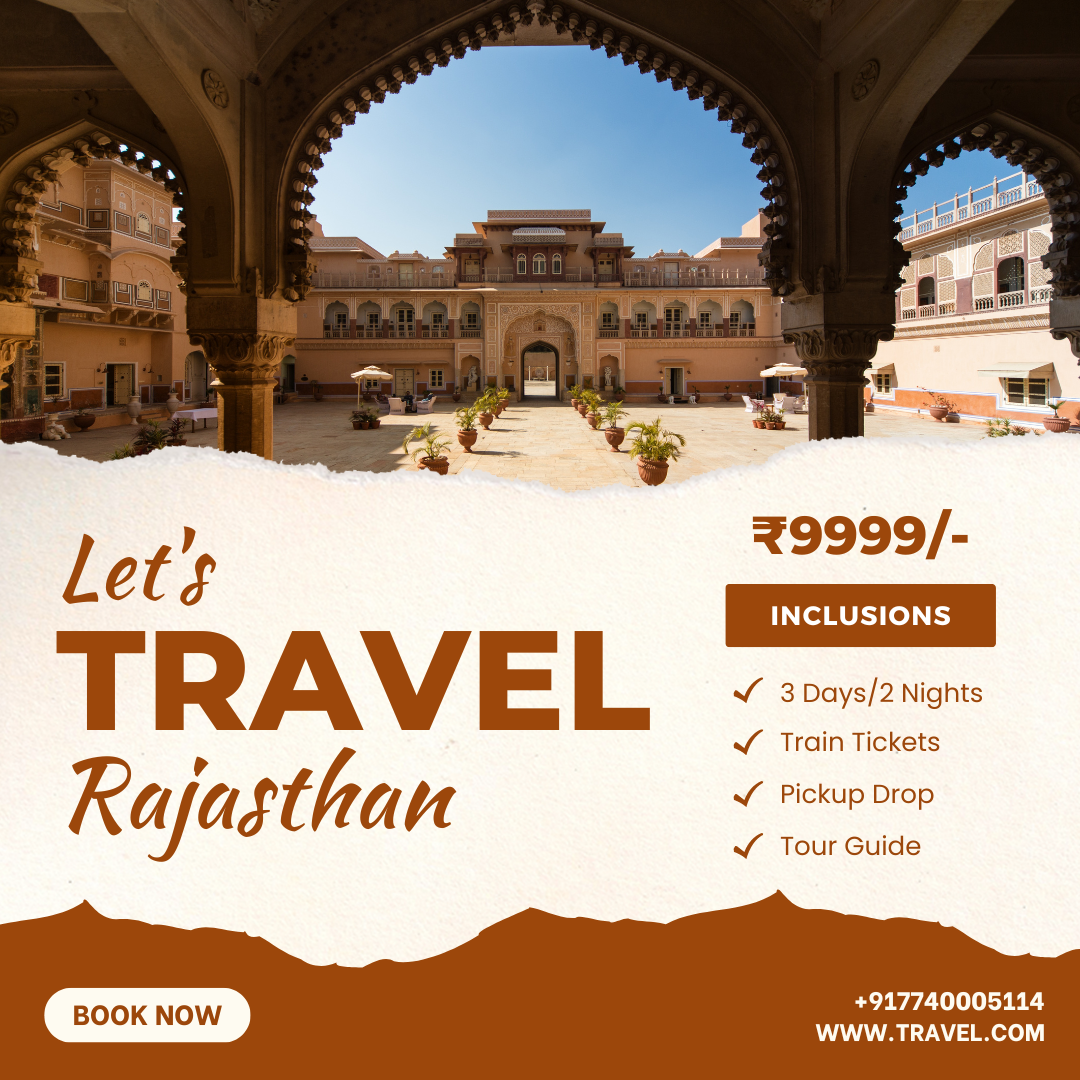 Let's
TRAVEL
Rajasthan
₹9999/-
INCLUSIONS
3 Days/2 Nights
Train Tickets
Pickup Drop
Tour Guide
BOOK NOW
+917740005114
WWW.TRAVEL.COM